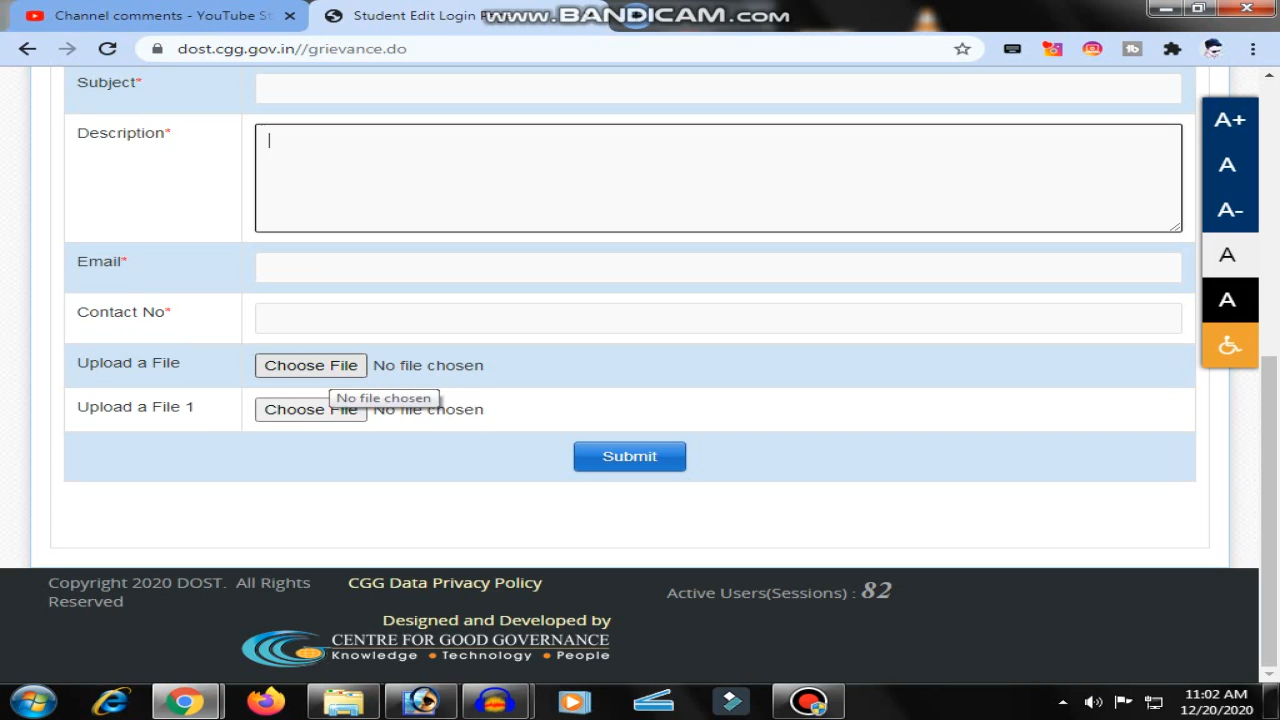 Channel comments - YouTube St
Student Edit Login
www.BANDICAM.com
dost.cgg.gov.in//grievance.do
Subject*
Description*
Email*
Contact No*
Upload a File
Choose File No file chosen
No file chosen
Upload a File 1
Choose File No file chosen
Submit
A+
A
A-
A
A
Copyright 2020 DOST. All Rights
Reserved
CGG Data Privacy Policy
Active Users(Sessions) : 82
Designed and Developed by
CENTRE FOR GOOD GOVERNANCE
Knowledge • Technology • People
11:02 AM
12/20/2020